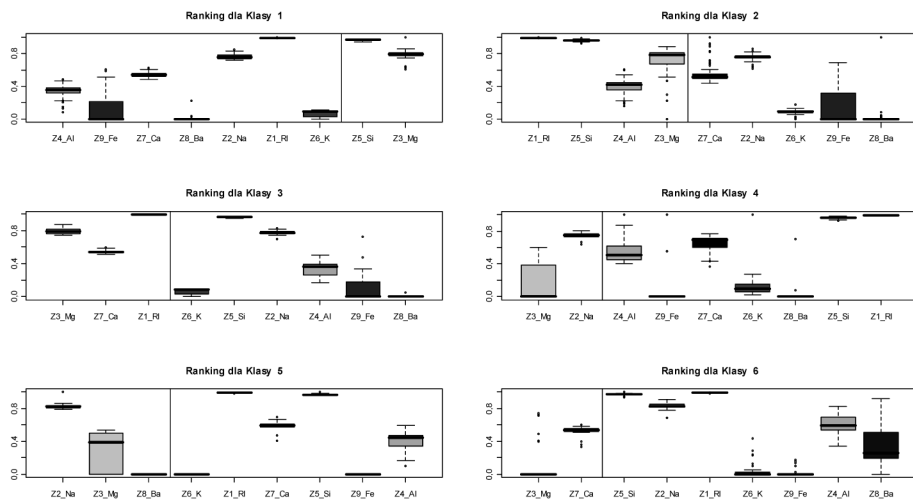 Ranking dla Klasy 1
0.0 0.4 0.8
Z4_Al Z9_Fe Z7_Ca Z8_Ba Z2_Na Z1_RI Z6_K Z5_Si Z3_Mg
Ranking dla Klasy 2
0.0 0.4 0.8
Z1_RI Z5_Si Z4_Al Z3_Mg Z7_Ca Z2_Na Z6_K Z9_Fe Z8_Ba
Ranking dla Klasy 3
0.0 0.4 0.8
Z3_Mg Z7_Ca Z1_RI Z6_K Z5_Si Z2_Na Z4_Al Z9_Fe Z8_Ba
Ranking dla Klasy 4
0.0 0.4 0.8
Z3_Mg Z2_Na Z4_Al Z9_Fe Z7_Ca Z6_K Z8_Ba Z5_Si Z1_RI
Ranking dla Klasy 5
0.0 0.4 0.8
Z2_Na Z3_Mg Z8_Ba Z6_K Z1_RI Z7_Ca Z5_Si Z9_Fe Z4_Al
Ranking dla Klasy 6
0.0 0.4 0.8
Z3_Mg Z7_Ca Z5_Si Z2_Na Z1_RI Z6_K Z9_Fe Z4_Al Z8_Ba